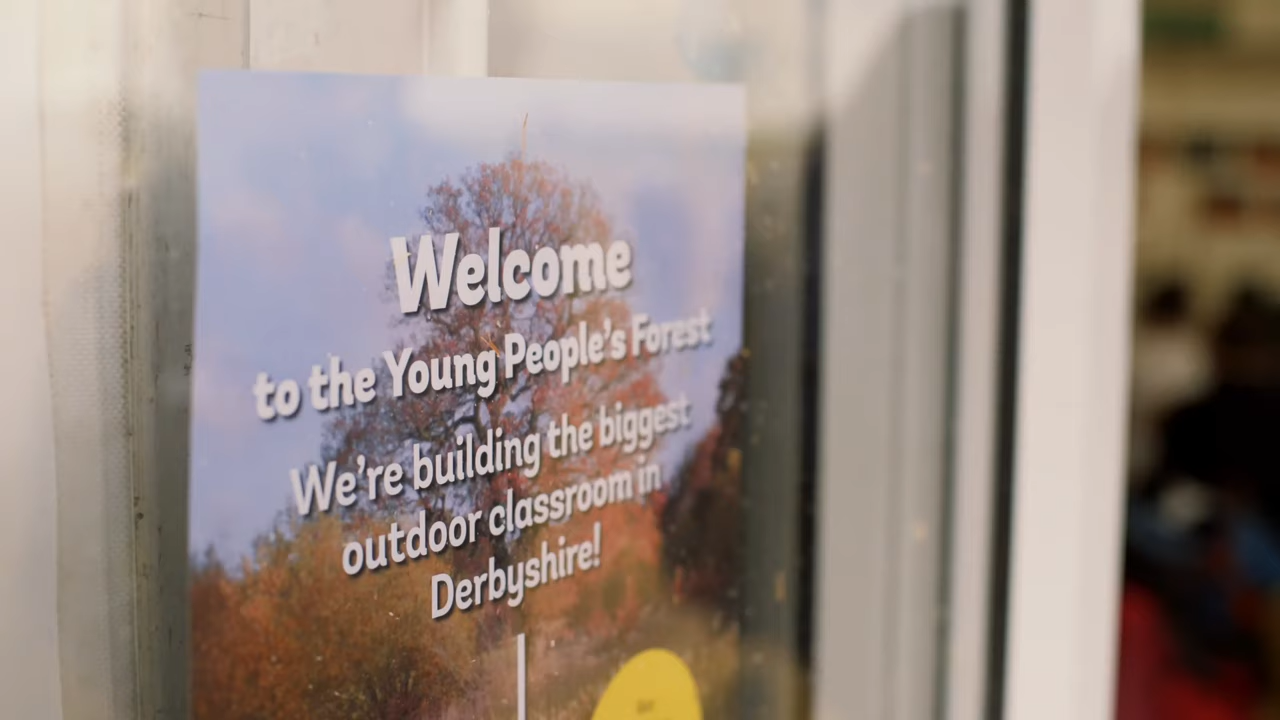 Welcome
to the Young People's Forest
We're building the biggest
outdoor classroom in
Derbyshire!